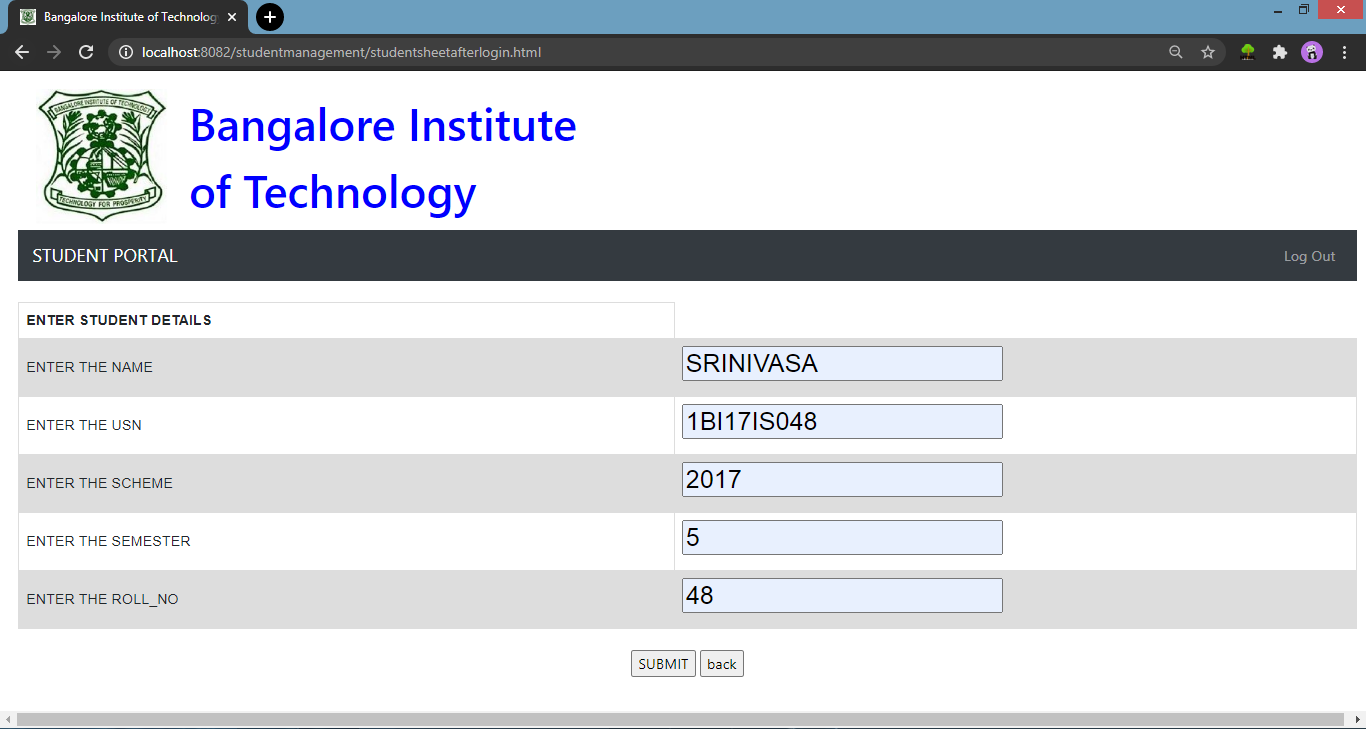 Bangalore Institute of Technolog
localhost:8082/studentmanagement/studentsheetafterlogin.html
BANGALORE INSTITUTE OF TECHNOLOGY
TECHNOLOGY FOR PROSPERITY
Bangalore Institute
of Technology
STUDENT PORTAL Log Out
ENTER STUDENT DETAILS
ENTER THE NAME SRINIVASA
ENTER THE USN 1BI17IS048
ENTER THE SCHEME 2017
ENTER THE SEMESTER 5
ENTER THE ROLL_NO 48
SUBMIT back